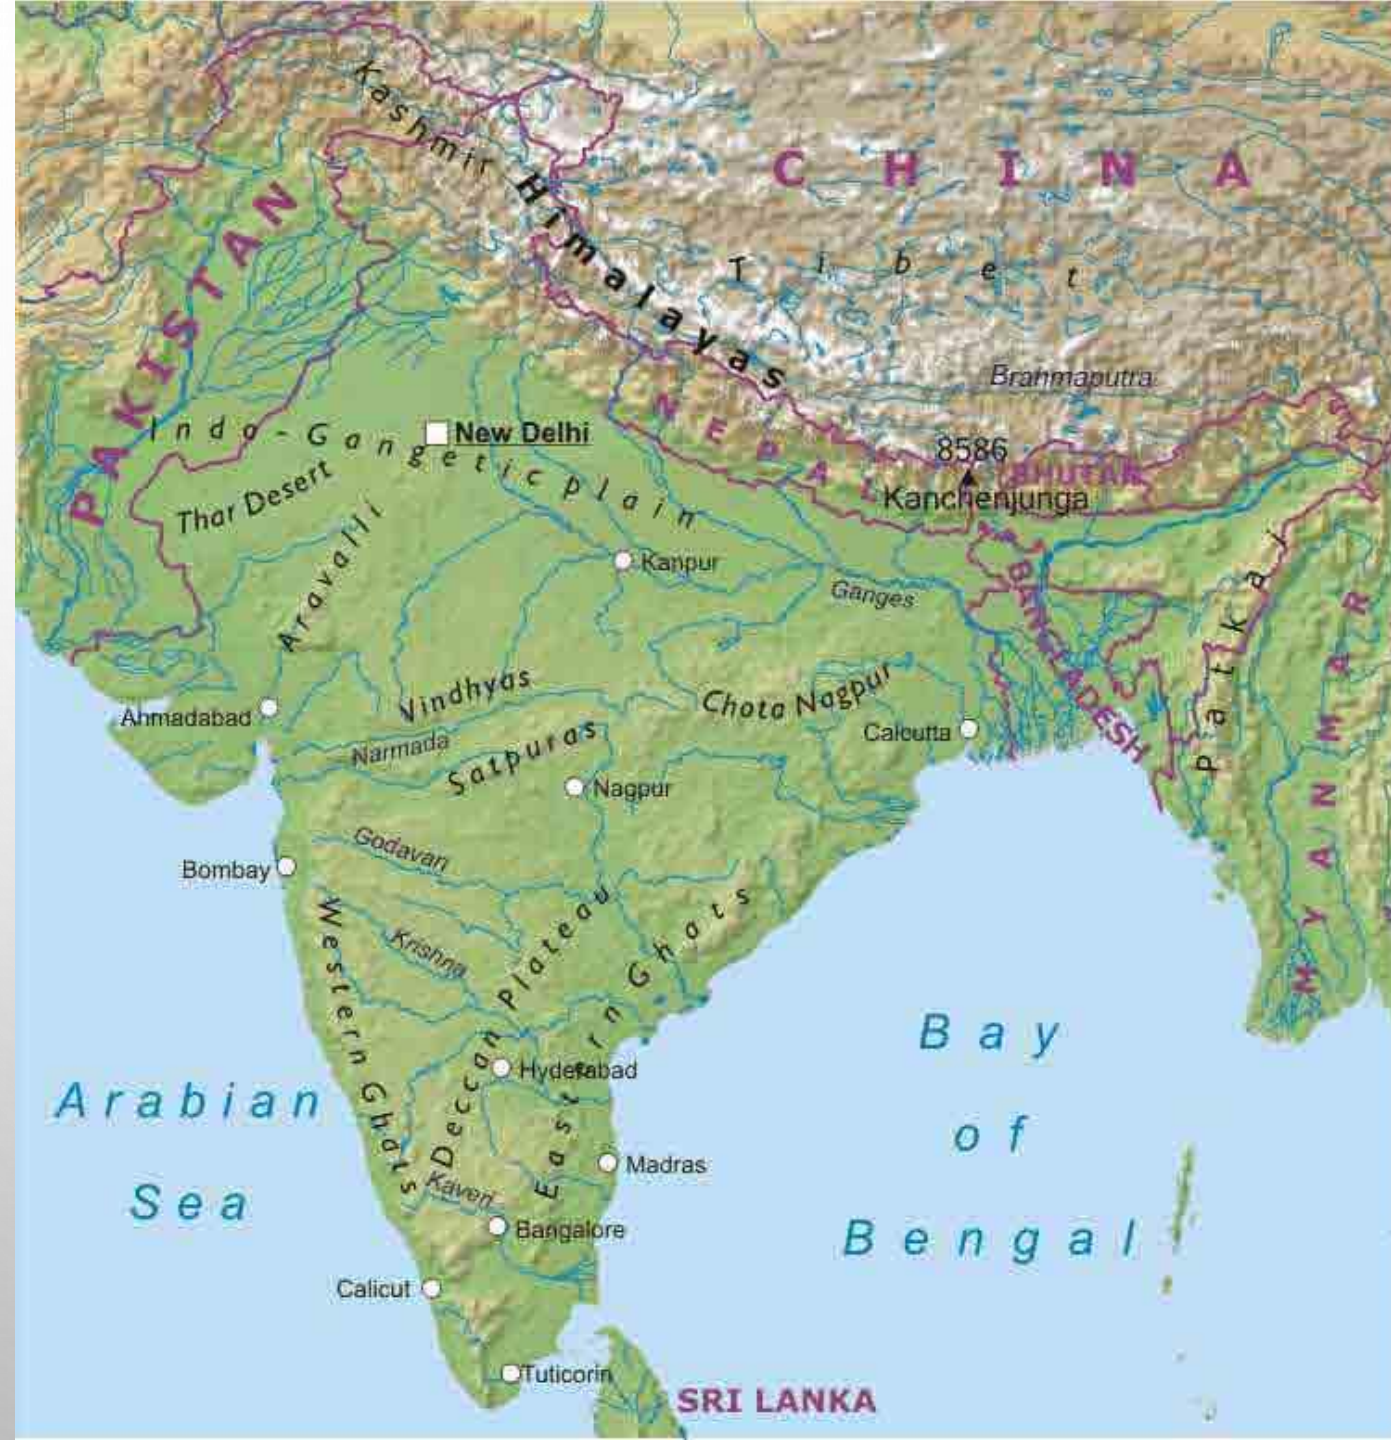 Kashmir
CHINA
PAKISTAN
Himalayas
Tibet
Brahmaputra
NEPAL
8586
BHUTAN
Kanchenjunga
New Delhi
Indo-Gangetic plain
Thar Desert
Aravalli
Kanpur
Ganges
BANGLADESH
Patkai
MYANMAR
Vindhyas
Chota Nagpur
Ahmadabad
Narmada
Satpuras
Calcutta
Nagpur
Godavari
Bombay
Western Ghats
Krishna
Deccan Plateau
Eastern Ghats
Hyderabad
Arabian
Sea
Bay
of
Bengal
Madras
Kaveri
Bangalore
Calicut
Tuticorin
SRI LANKA